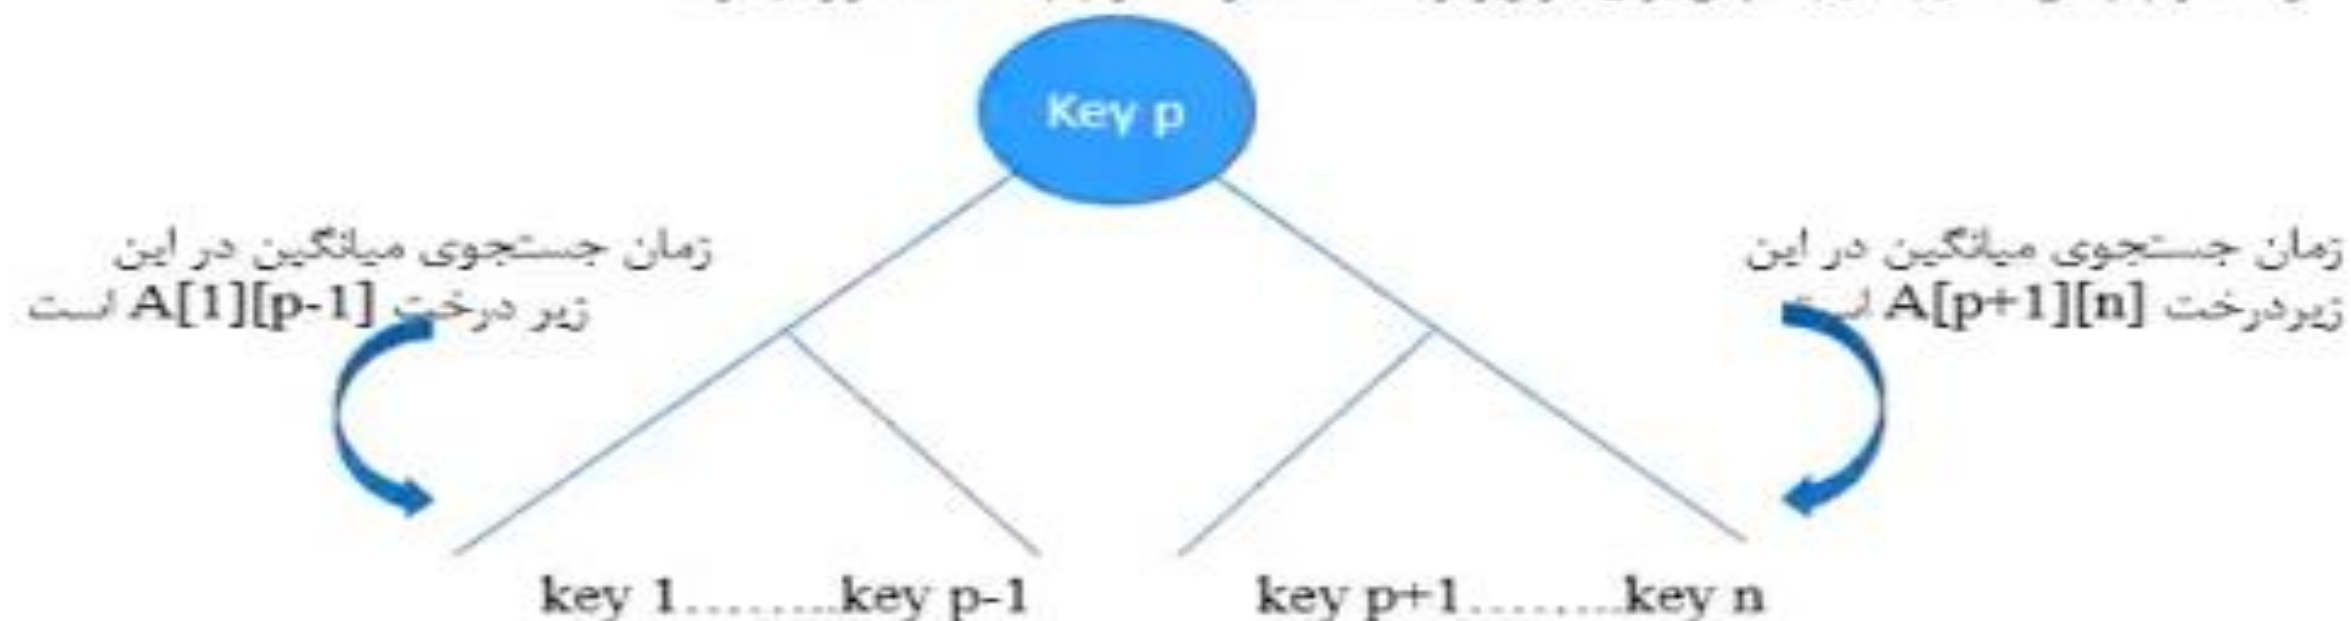 Key p
زمان جستجوی میانگین در این
زیر درخت A[1][p-1] است
زمان جستجوی میانگین در این
زیردرخت A[p+1][n]
key 1........key p-1
key p+1........key n